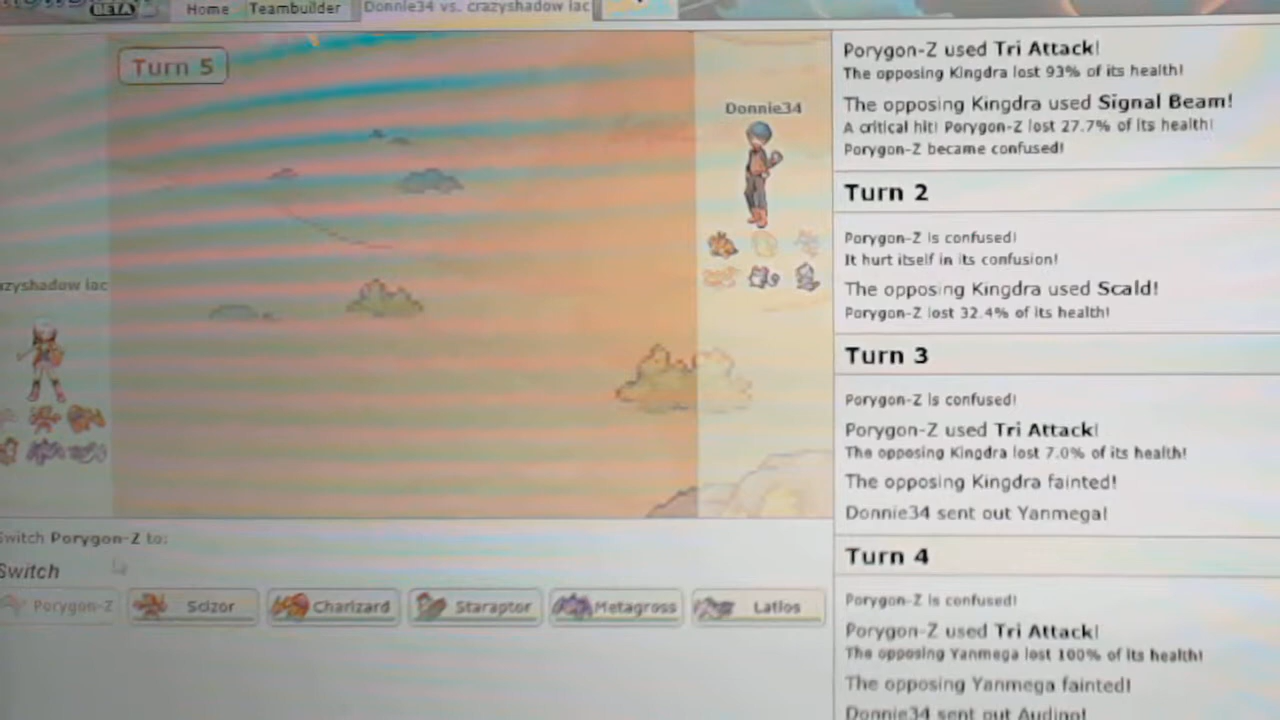 BETA
Home
Teambuilder
Donnie34 vs. crazyshadow lac
Turn 5
Donnie34
azyshadow lac
Switch Porygon-Z to:
Switch
Porygon-Z
Scizor
Charizard
Staraptor
Metagross
Latios
Porygon-Z used Tri Attack!
The opposing Kingdra lost 93% of its health!
The opposing Kingdra used Signal Beam!
A critical hit! Porygon-Z lost 27.7% of its health!
Porygon-Z became confused!
Turn 2
Porygon-Z is confused!
It hurt itself in its confusion!
The opposing Kingdra used Scald!
Porygon-Z lost 32.4% of its health!
Turn 3
Porygon-Z is confused!
Porygon-Z used Tri Attack!
The opposing Kingdra lost 7.0% of its health!
The opposing Kingdra fainted!
Donnie34 sent out Yanmega!
Turn 4
Porygon-Z is confused!
Porygon-Z used Tri Attack!
The opposing Yanmega lost 100% of its health!
The opposing Yanmega fainted!
Donnie34 sent out Audino!